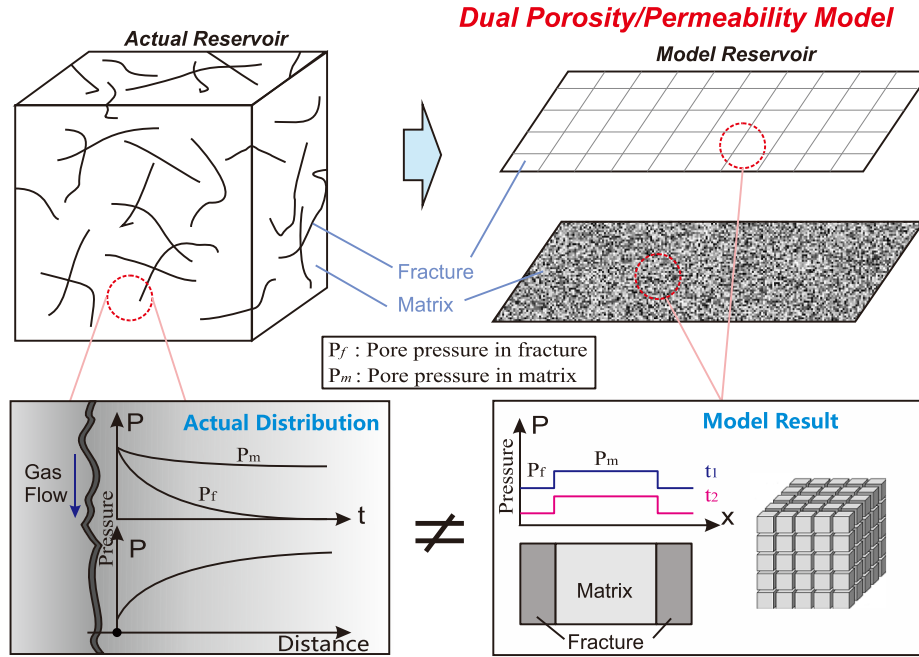 Dual Porosity/Permeability Model
Actual Reservoir
Model Reservoir
Fracture
Matrix
Pf : Pore pressure in fracture
Pm : Pore pressure in matrix
Actual Distribution
Gas
Flow
Pressure
P
Pm
Pf
t
P
Distance
≠
Model Result
Pressure
P
Pf
Pm
t1
t2
x
Matrix
Fracture